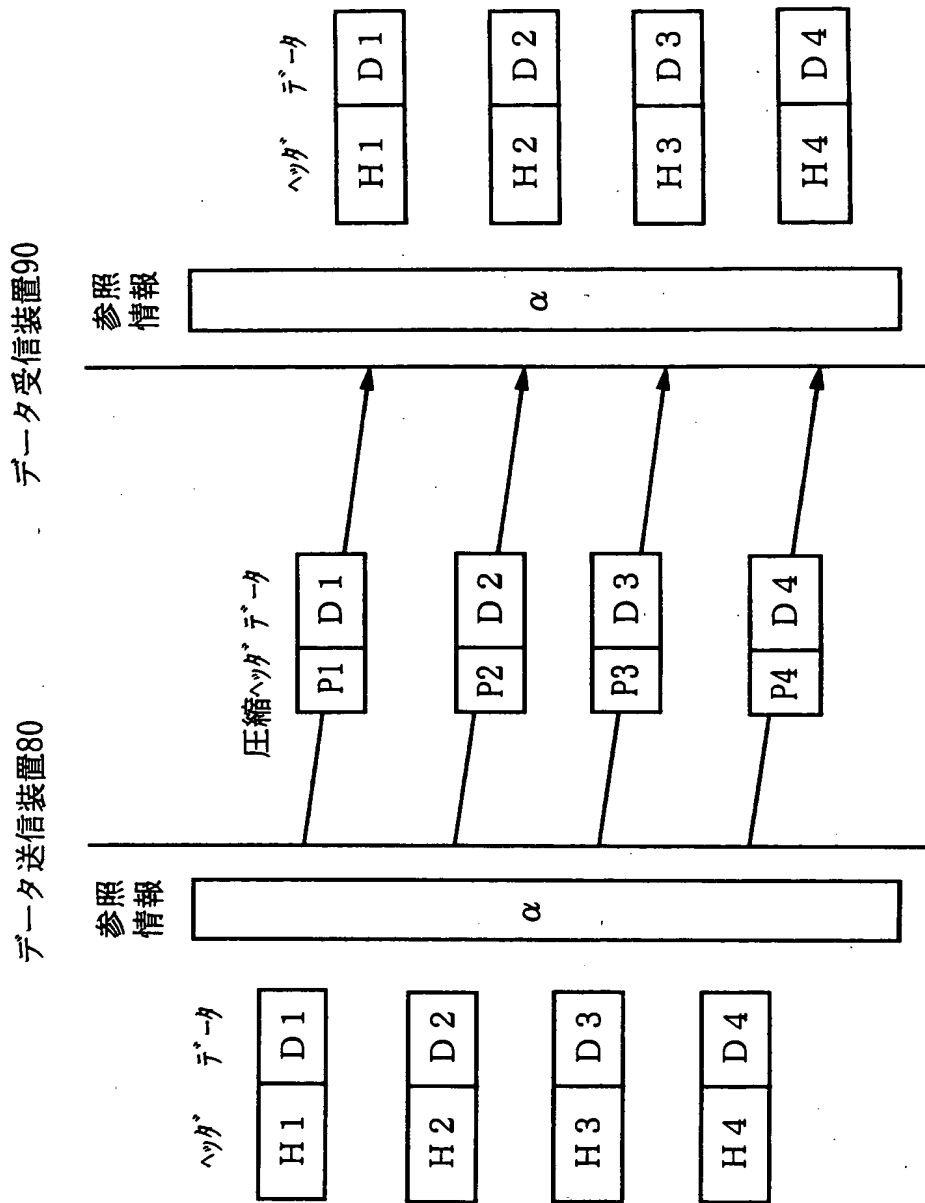 データ送信装置80
データ受信装置90
ヘッダ データ
参照
情報
圧縮ヘッダ データ
参照
情報
ヘッダ データ
H1 D1
P1 D1
H1 D1
H2 D2
P2 D2
H2 D2
H3 D3
P3 D3
H3 D3
H4 D4
P4 D4
H4 D4
α
α